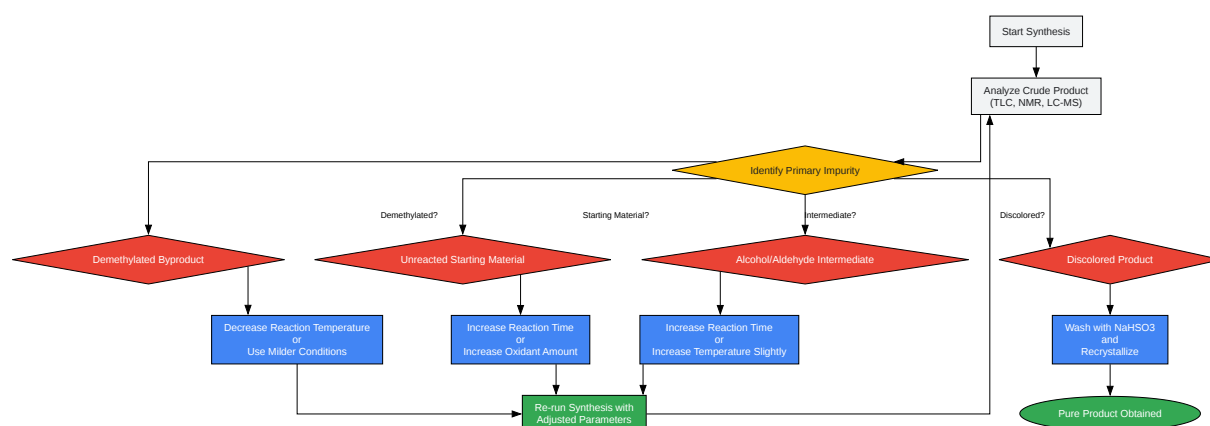 Start Synthesis
Analyze Crude Product
(TLC, NMR, LC-MS)
Identify Primary Impurity
Demethylated?
Starting Material?
Intermediate?
Discolored?
Demethylated Byproduct
Unreacted Starting Material
Alcohol/Aldehyde Intermediate
Discolored Product
Decrease Reaction Temperature
or
Use Milder Conditions
Increase Reaction Time
or
Increase Oxidant Amount
Increase Reaction Time
or
Increase Temperature Slightly
Wash with NaHSO3
and
Recrystallize
Re-run Synthesis with
Adjusted Parameters
Pure Product Obtained